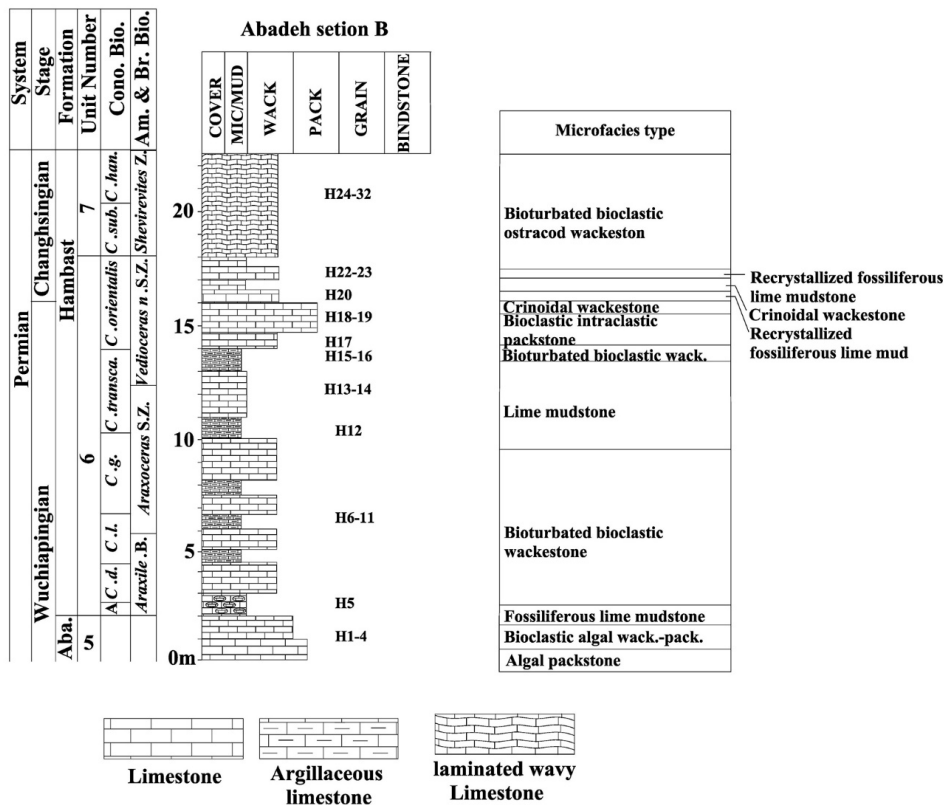 Abadeh setion B
System
Stage
Formation
Unit Number
Cono. Bio.
Am. & Br. Bio.
COVER
MIC/MUD
WACK
PACK
GRAIN
BINDSTONE
Microfacies type
Permian
Changhsingian
Wuchiapingian
Hambast
Aba.
7
6
5
C .han.
C .sub.
C .orientalis
C .transca.
C .g.
C .l.
C .d.
A
Shevirevites Z.
Vedioceras n .S.Z.
Araxoceras S.Z.
Araxile .B.
20
15
10
5
0m
H24-32
H22-23
H20
H18-19
H17
H15-16
H13-14
H12
H6-11
H5
H1-4
Bioturbated bioclastic
ostracod wackeston
Recrystallized fossiliferous
lime mudstone
Crinoidal wackestone
Recrystallized
fossiliferous lime mud
Crinoidal wackestone
Bioclastic intraclastic
packstone
Bioturbated bioclastic wack.
Lime mudstone
Bioturbated bioclastic
wackestone
Fossiliferous lime mudstone
Bioclastic algal wack.-pack.
Algal packstone
Limestone
Argillaceous
limestone
laminated wavy
Limestone